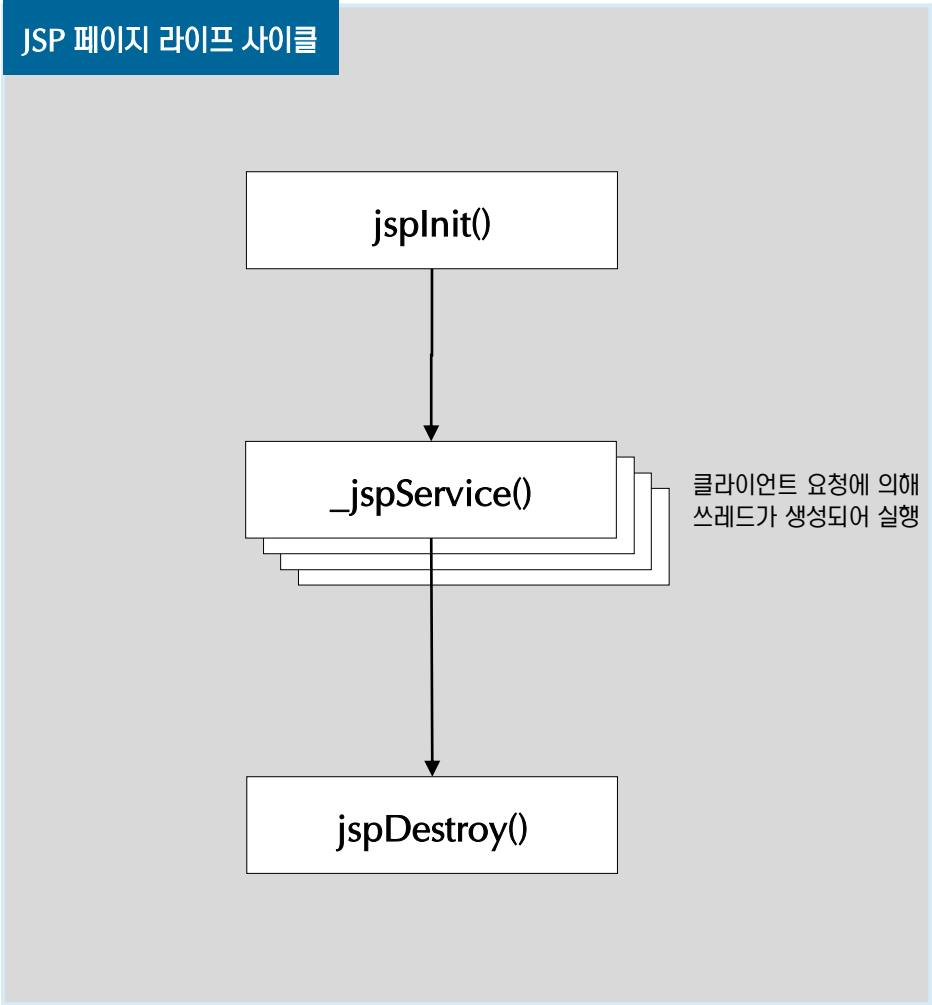 JSP 페이지 라이프 사이클
jspInit()
_jspService()
클라이언트 요청에 의해
쓰레드가 생성되어 실행
jspDestroy()